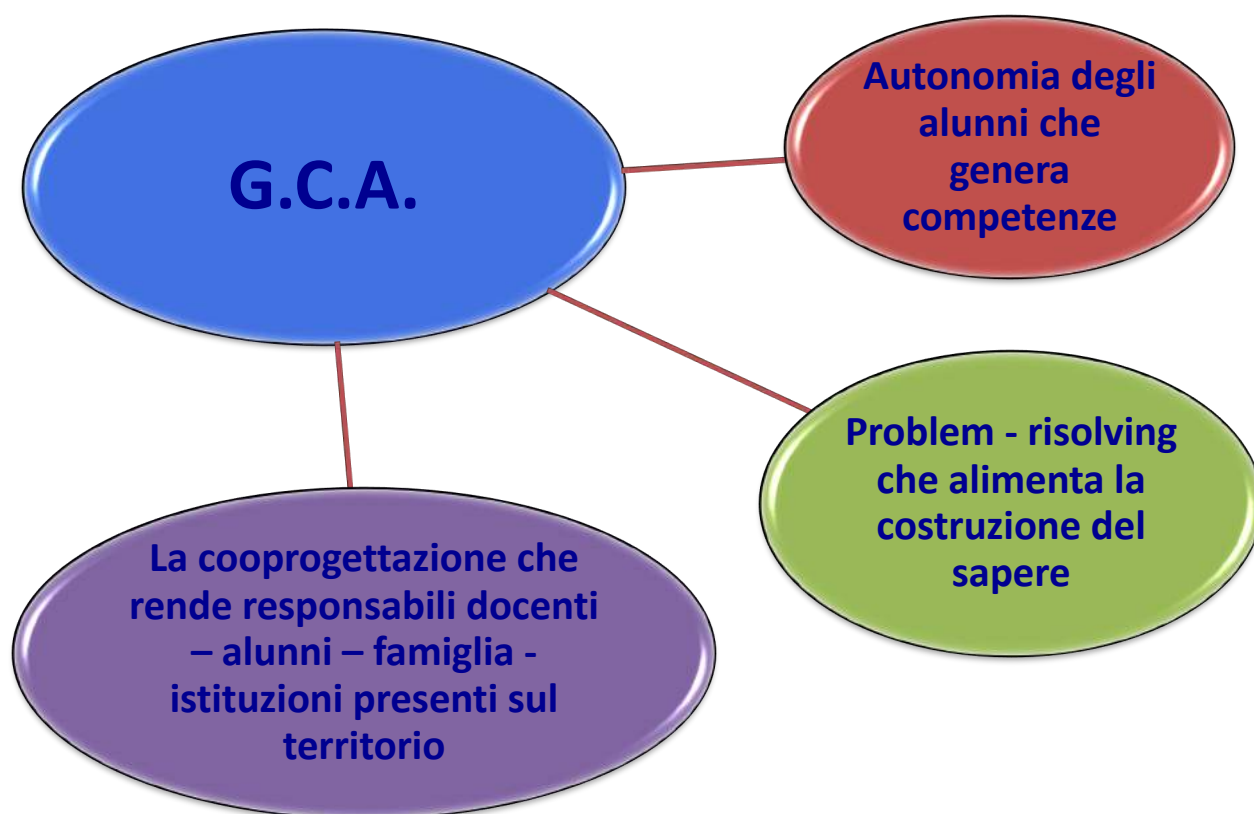 G.C.A.
Autonomia degli
alunni che
genera
competenze
Problem - risolving
che alimenta la
costruzione del
sapere
La cooprogettazione che
rende responsabili docenti
– alunni – famiglia -
istituzioni presenti sul
territorio